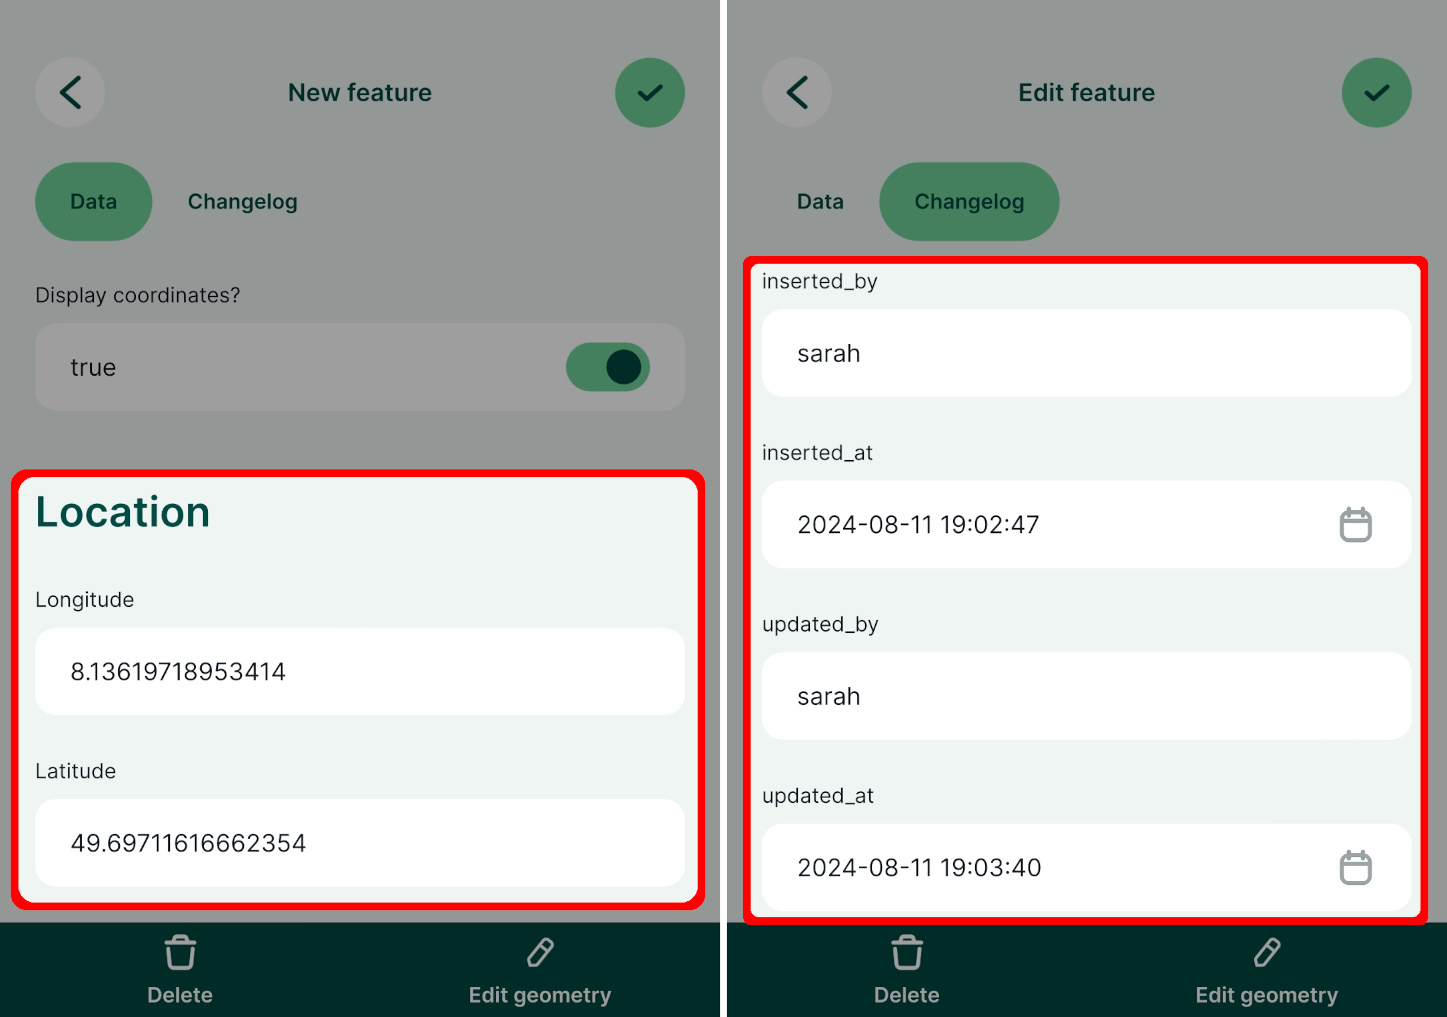 New feature
Data
Changelog
Display coordinates?
true
Location
Longitude
8.13619718953414
Latitude
49.69711616662354
Delete
Edit geometry
Edit feature
Data
Changelog
inserted_by
sarah
inserted_at
2024-08-11 19:02:47
updated_by
sarah
updated_at
2024-08-11 19:03:40
Delete
Edit geometry